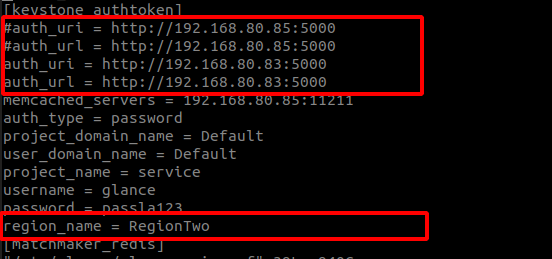 [keystone_authtoken]
#auth_uri = http://192.168.80.85:5000
#auth_url = http://192.168.80.85:5000
auth_uri = http://192.168.80.83:5000
auth_url = http://192.168.80.83:5000
memcached_servers = 192.168.80.85:11211
auth_type = password
project_domain_name = Default
user_domain_name = Default
project_name = service
username = glance
password = passla123
region_name = RegionTwo
[matchmaker_redis]